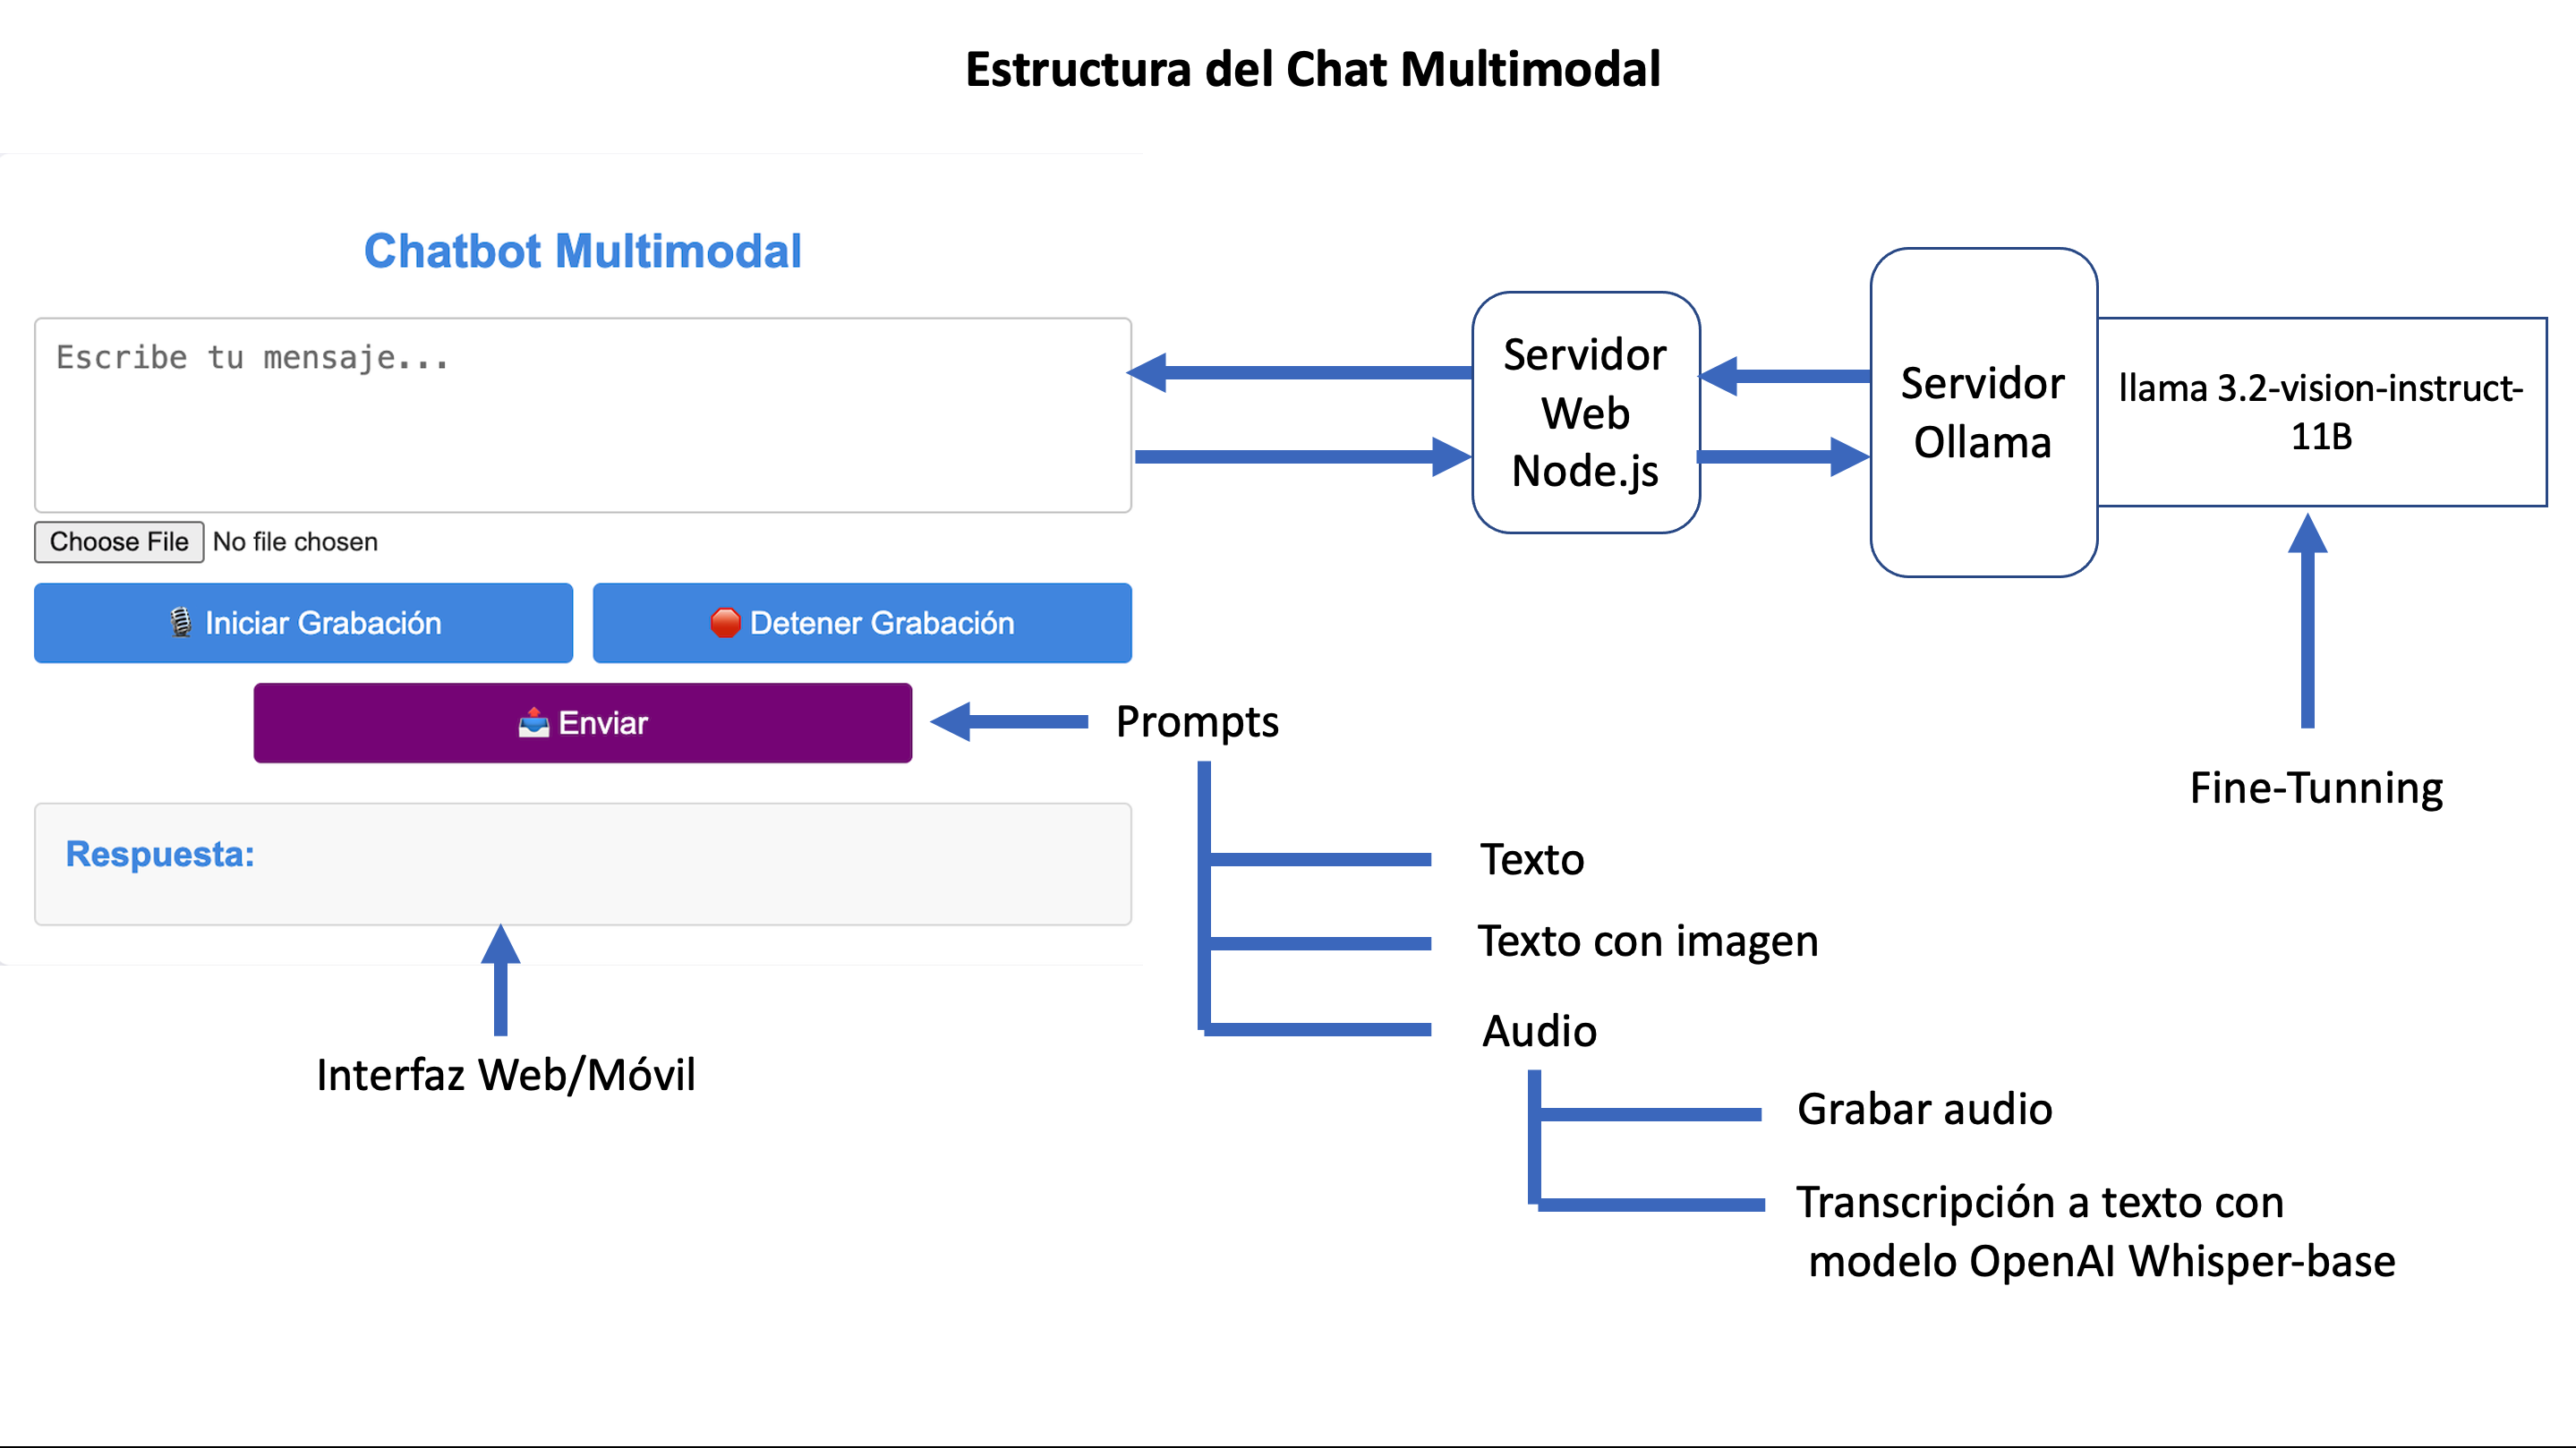 Estructura del Chat Multimodal
Chatbot Multimodal
Escribe tu mensaje...
Choose File No file chosen
Iniciar Grabación
Detener Grabación
Enviar
Respuesta:
Interfaz Web/Móvil
Servidor
Web
Node.js
Servidor
Ollama
llama 3.2-vision-instruct-
11B
Fine-Tunning
Prompts
Texto
Texto con imagen
Audio
Grabar audio
Transcripción a texto con
modelo OpenAI Whisper-base